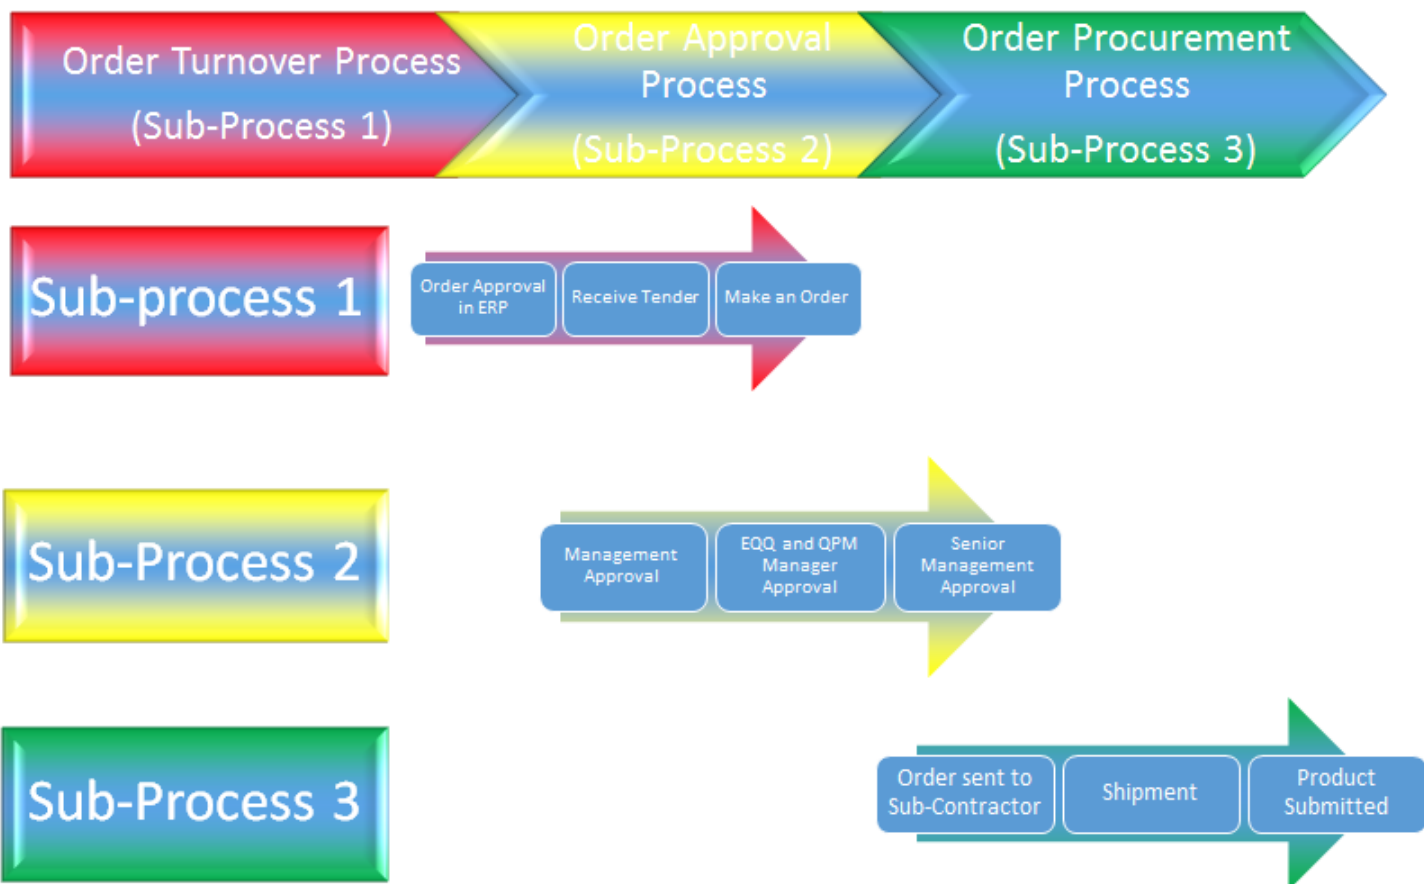 Order Turnover Process
(Sub-Process 1)
Order Approval
Process
(Sub-Process 2)
Order Procurement
Process
(Sub-Process 3)
Sub-process 1
Order Approval
in ERP
Receive Tender
Make an Order
Sub-Process 2
Management
Approval
EQQ and QPM
Manager
Approval
Senior
Management
Approval
Sub-Process 3
Order sent to
Sub-Contractor
Shipment
Product
Submitted